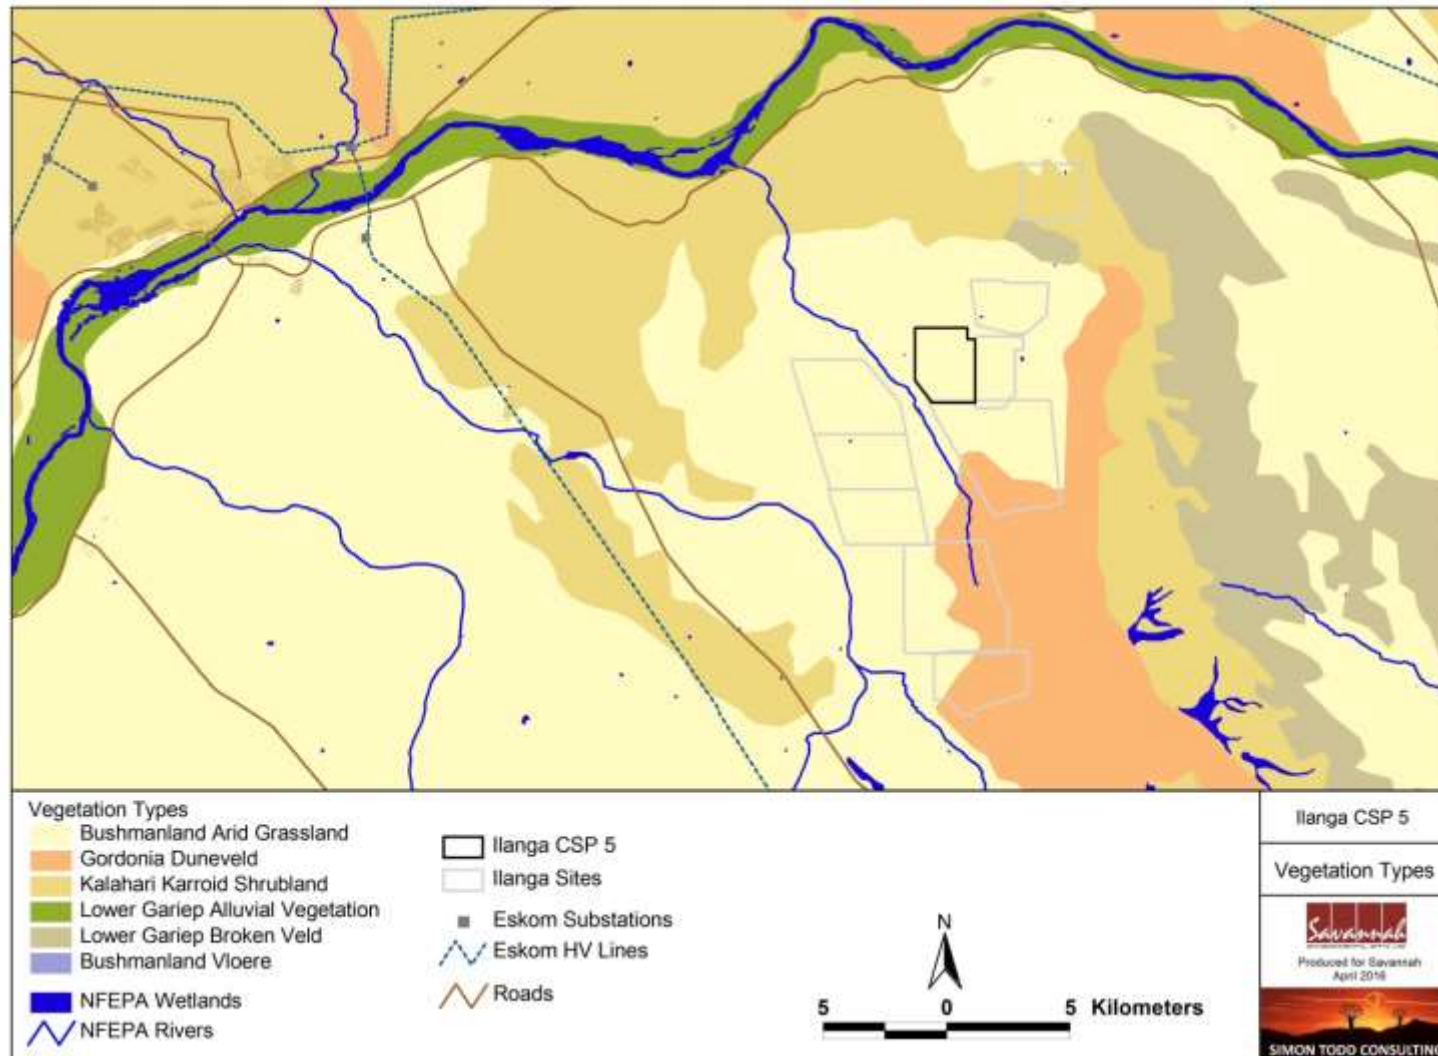 Vegetation Types
Bushmanland Arid Grassland
Gordonia Duneveld
Kalahari Karroid Shrubland
Lower Gariep Alluvial Vegetation
Lower Gariep Broken Veld
Bushmanland Vloere
NFEPA Wetlands
NFEPA Rivers
Ilanga CSP 5
Ilanga Sites
Eskom Substations
Eskom HV Lines
Roads
N
5 0 5 Kilometers
Ilanga CSP 5
Vegetation Types
Savannah
Produced for Savannah
April 2016
SIMON TODD CONSULTING